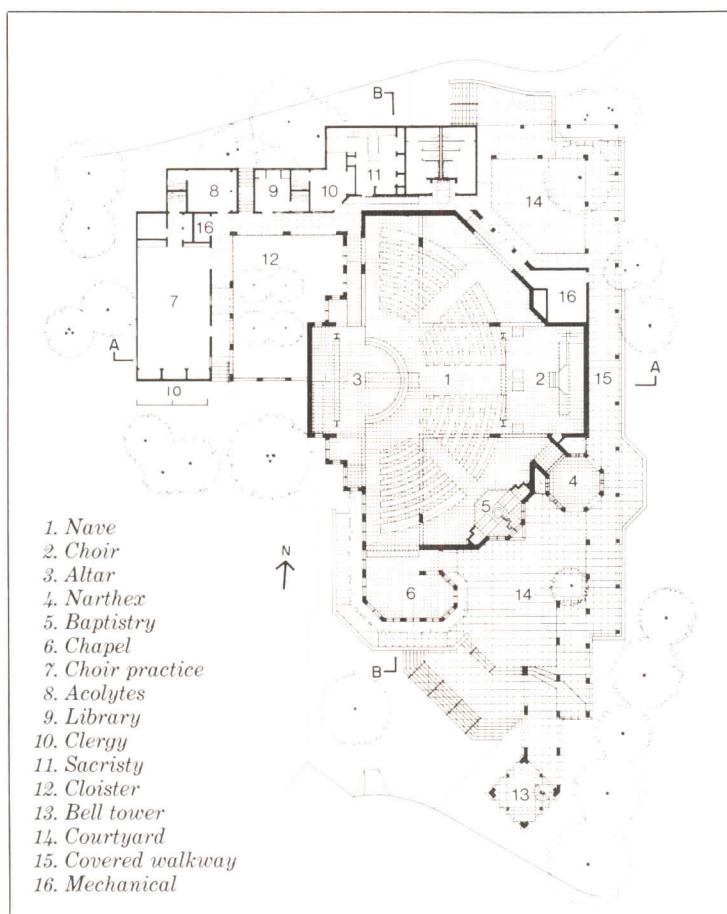 B
11
14
8
9
10
16
12
16
7
A
A
3
1
2
15
10
4
5
1. Nave
2. Choir
3. Altar
4. Narthex
5. Baptistry
6. Chapel
7. Choir practice
8. Acolytes
9. Library
10. Clergy
11. Sacristy
12. Cloister
13. Bell tower
14. Courtyard
15. Covered walkway
16. Mechanical
N
6
14
B
13